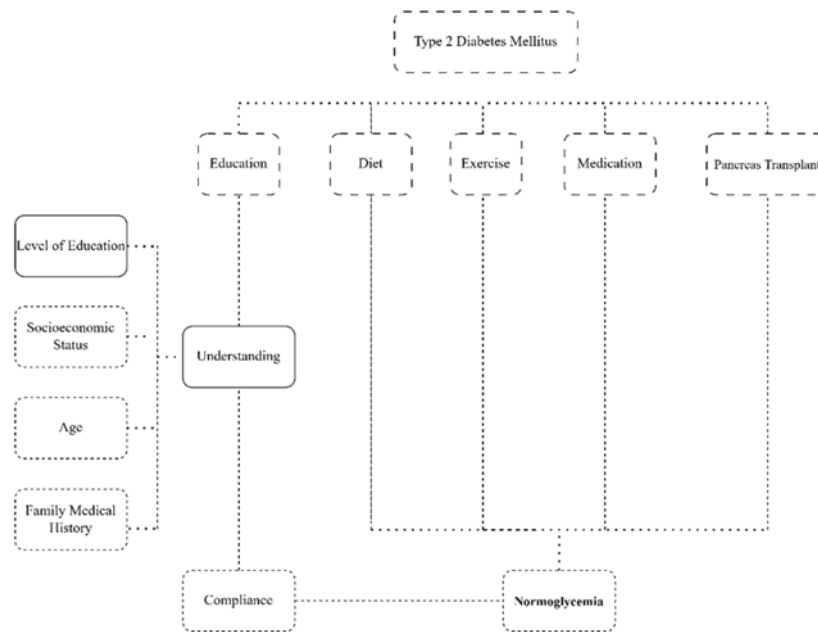 Type 2 Diabetes Mellitus
Education
Diet
Exercise
Medication
Pancreas Transplant
Level of Education
Socioeconomic
Status
Understanding
Age
Family Medical
History
Compliance
Normoglycemia